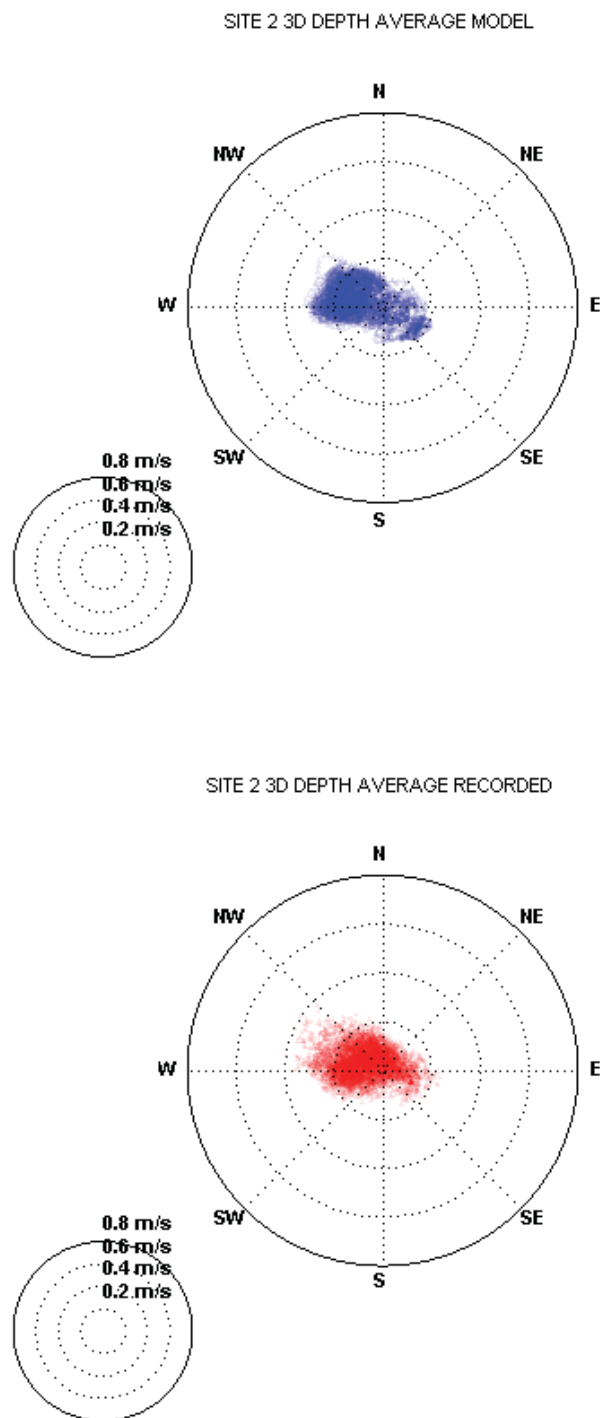 SITE 2 3D DEPTH AVERAGE MODEL
N
NW
NE
W
E
SW
SE
S
0.8 m/s
0.6 m/s
0.4 m/s
0.2 m/s
SITE 2 3D DEPTH AVERAGE RECORDED
N
NW
NE
W
E
SW
SE
S
0.8 m/s
0.6 m/s
0.4 m/s
0.2 m/s